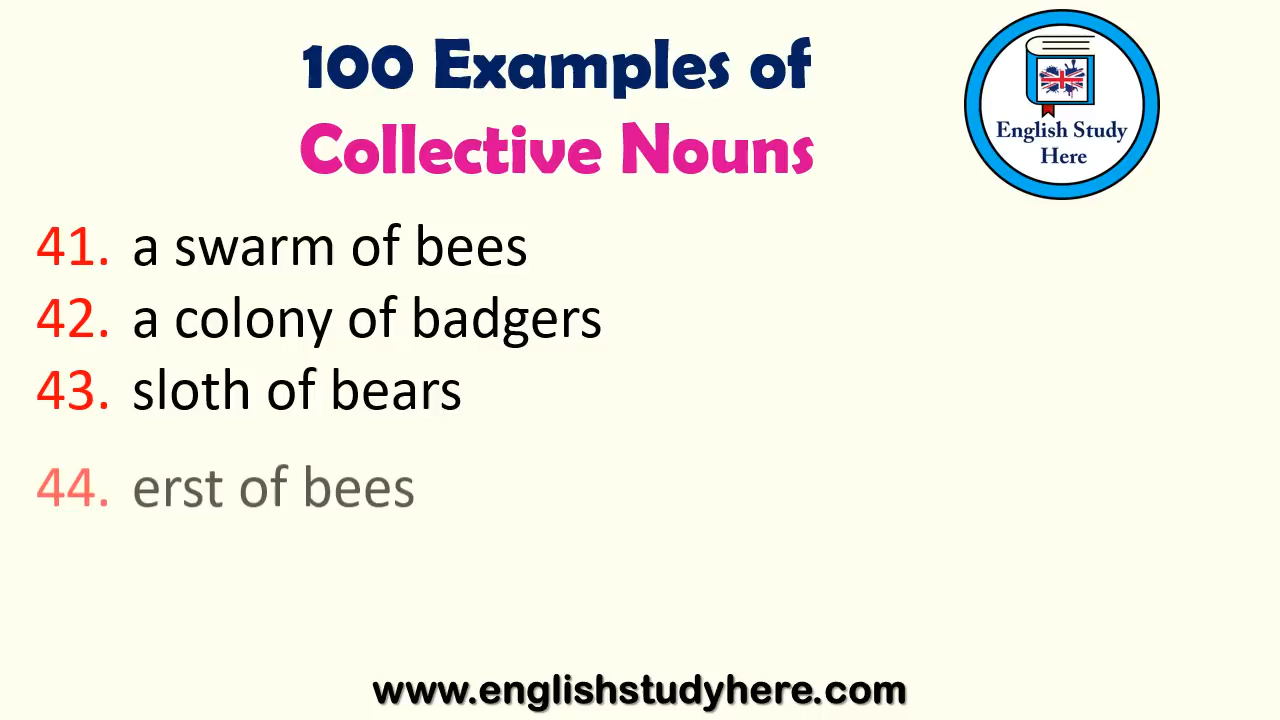 100 Examples of
Collective Nouns
English Study
Here
41. a swarm of bees
42. a colony of badgers
43. sloth of bears
44. erst of bees
www.englishstudyhere.com